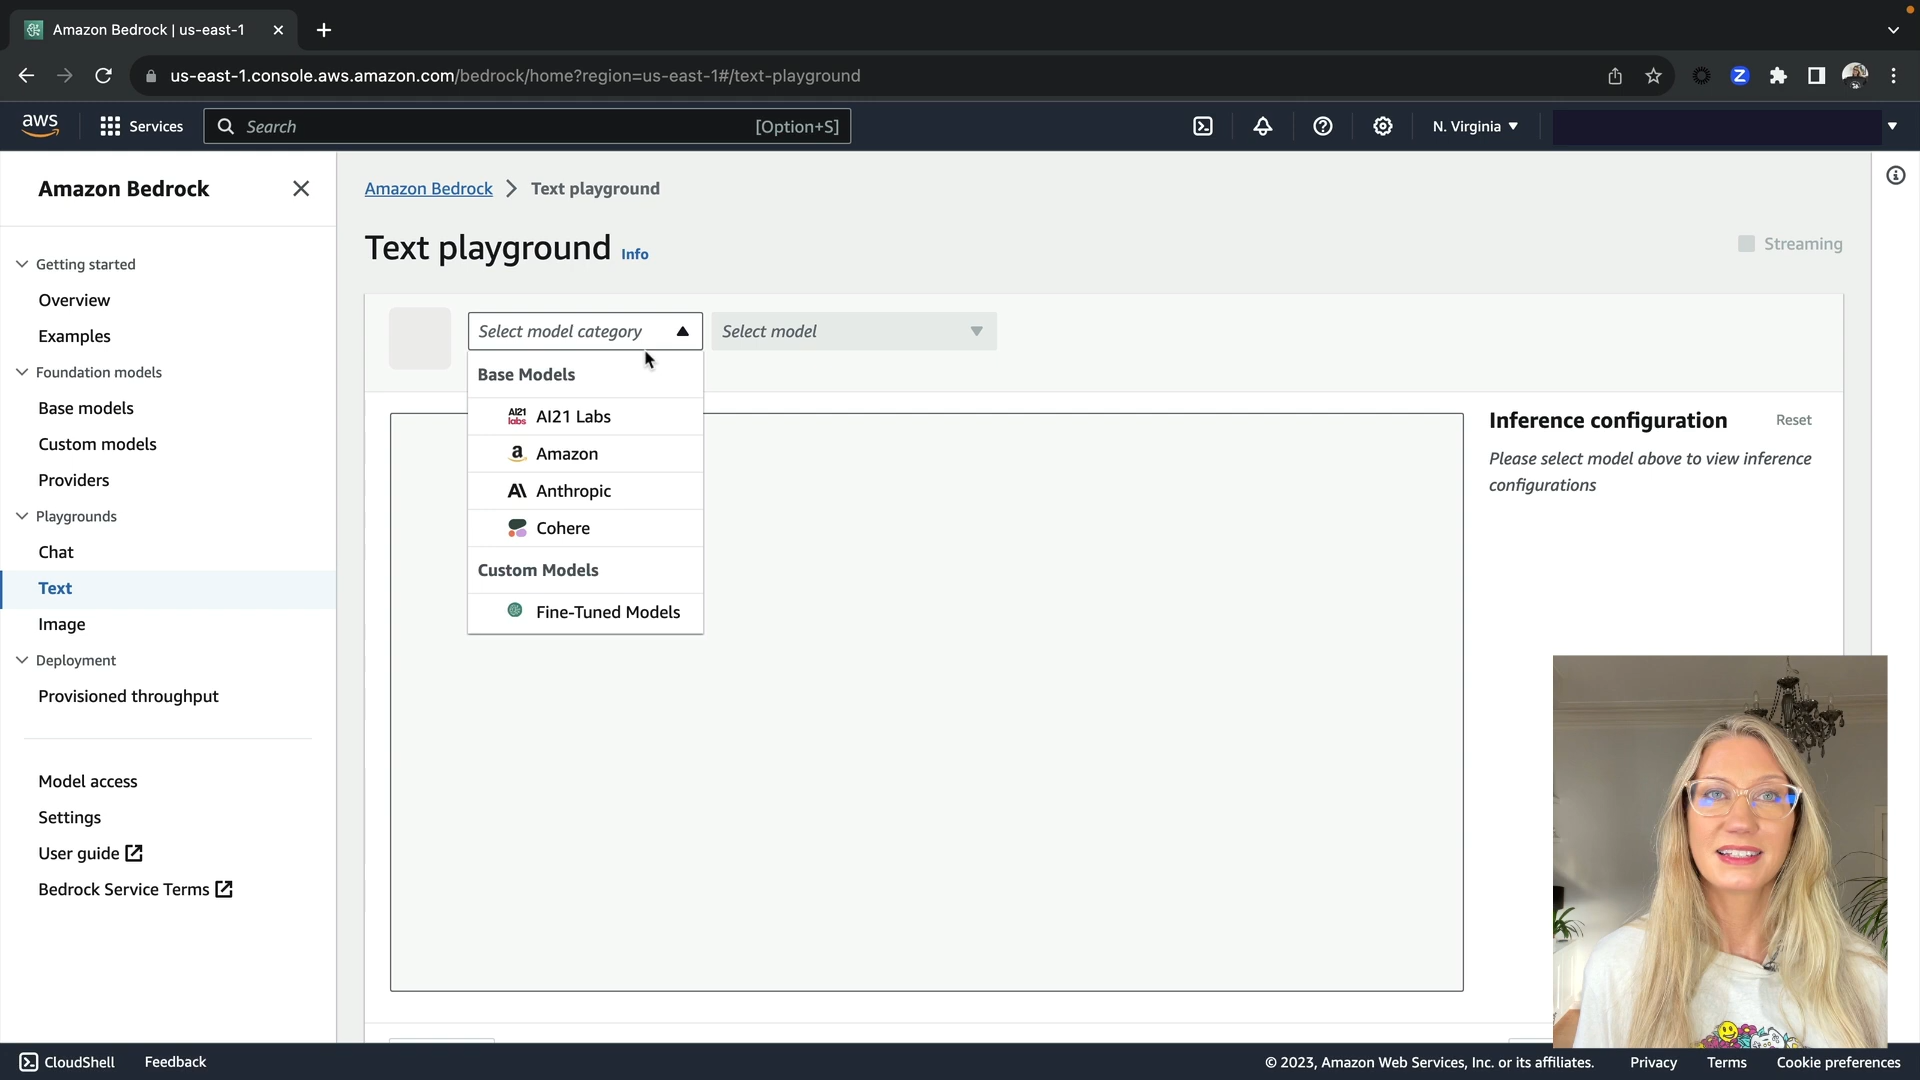 Amazon Bedrock | us-east-1
us-east-1.console.aws.amazon.com/bedrock/home?region=us-east-1#/text-playground
Z
aws
Services
Search
[Option+S]
N. Virginia
Amazon Bedrock
Getting started
Overview
Examples
Foundation models
Base models
Custom models
Providers
Playgrounds
Chat
Text
Image
Deployment
Provisioned throughput
Model access
Settings
User guide
Bedrock Service Terms
Amazon Bedrock > Text playground
Text playground Info
Streaming
Select model category
Select model
Base Models
AI21 labs AI21 Labs
a Amazon
A\ Anthropic
Cohere
Custom Models
Fine-Tuned Models
Inference configuration
Reset
Please select model above to view inference
configurations
CloudShell
Feedback
© 2023, Amazon Web Services, Inc. or its affiliates.
Privacy
Terms
Cookie preferences